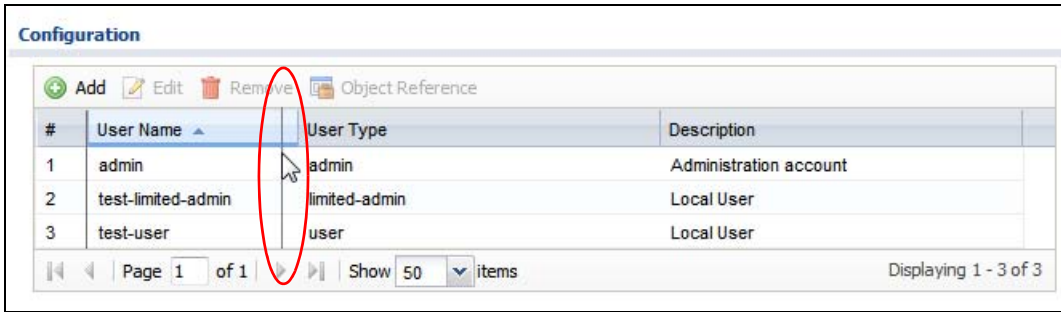 Configuration
Add Edit Remove Object Reference
# User Name User Type Description
1 admin admin Administration account
2 test-limited-admin limited-admin Local User
3 test-user user Local User
Page 1 of 1 Show 50 items Displaying 1 - 3 of 3